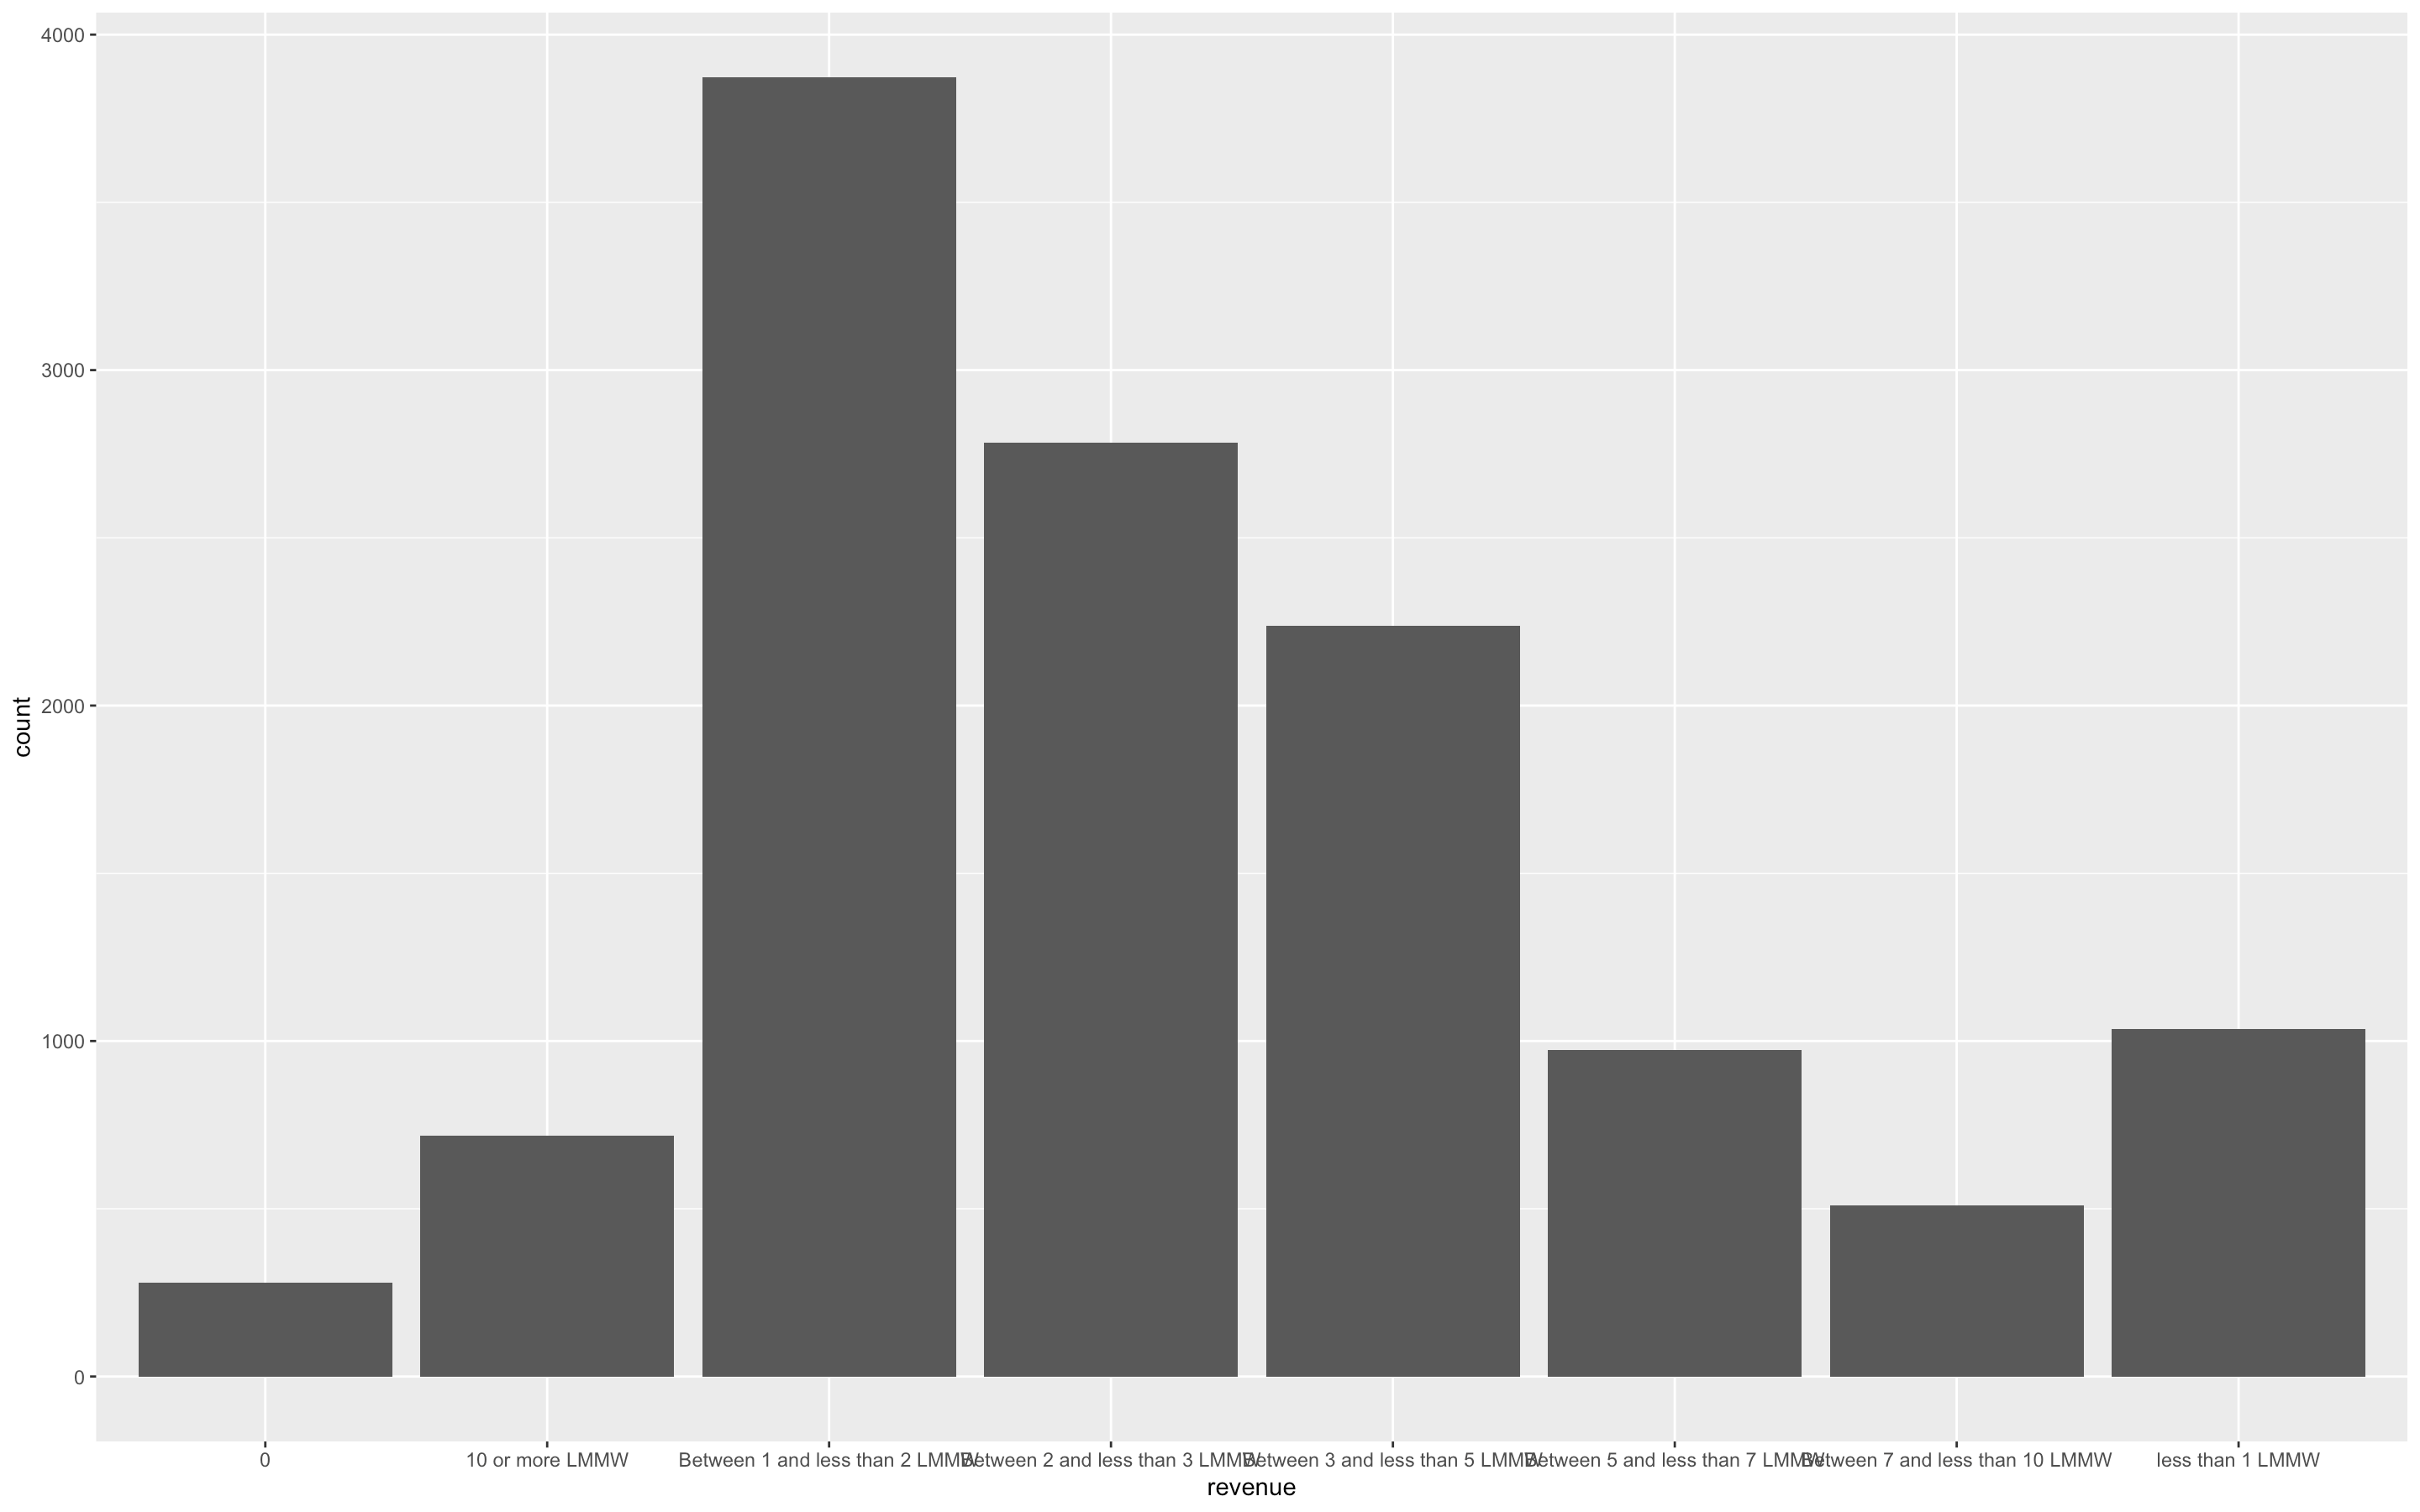 4000
3000
2000
1000
0
count
0
10 or more LMMW
Between 1 and less than 2 LMMW
Between 2 and less than 3 LMMW
Between 3 and less than 5 LMMW
Between 5 and less than 7 LMMW
Between 7 and less than 10 LMMW
less than 1 LMMW
revenue